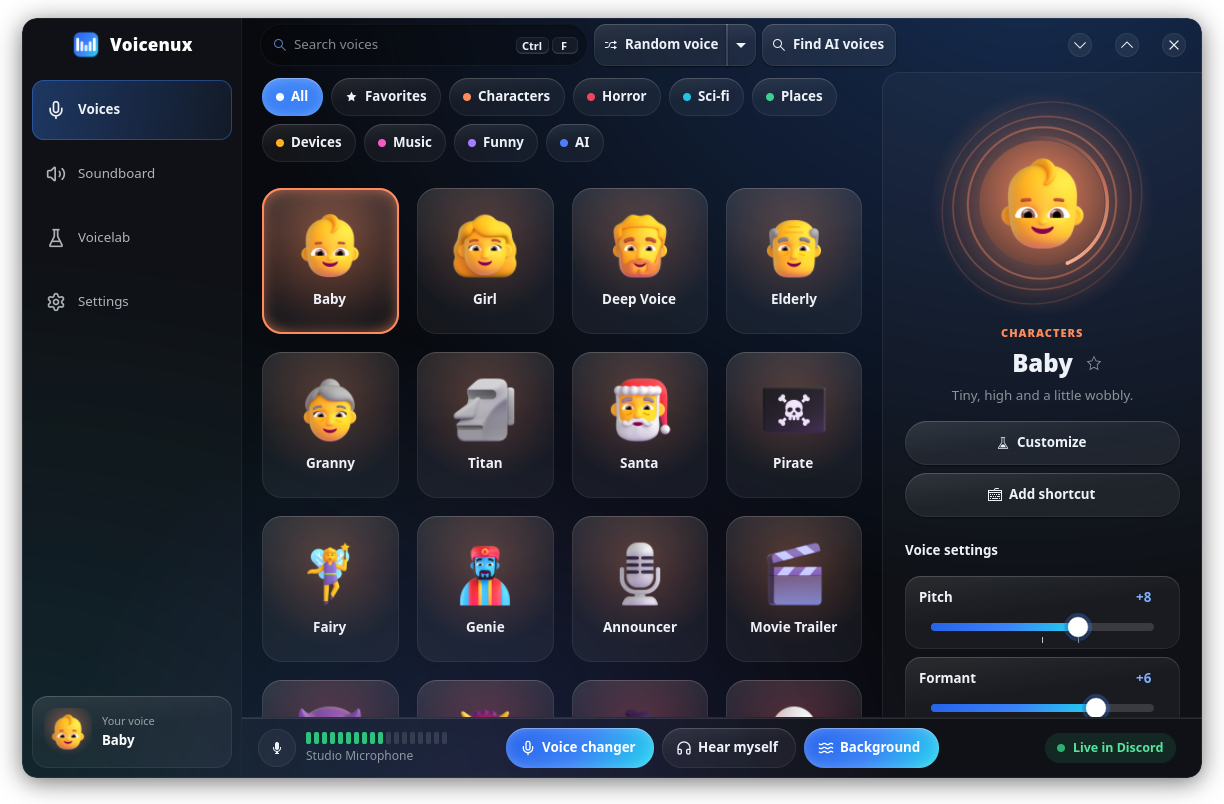 Voicenux
Search voices
Ctrl
F
Random voice
Find AI voices
Voices
Soundboard
Voicelab
Settings
All
Favorites
Characters
Horror
Sci-fi
Places
Devices
Music
Funny
AI
Baby
Girl
Deep Voice
Elderly
Granny
Titan
Santa
Pirate
Fairy
Genie
Announcer
Movie Trailer
CHARACTERS
Baby
Tiny, high and a little wobbly.
Customize
Add shortcut
Voice settings
Pitch
+8
Formant
+6
Your voice
Baby
Studio Microphone
Voice changer
Hear myself
Background
Live in Discord